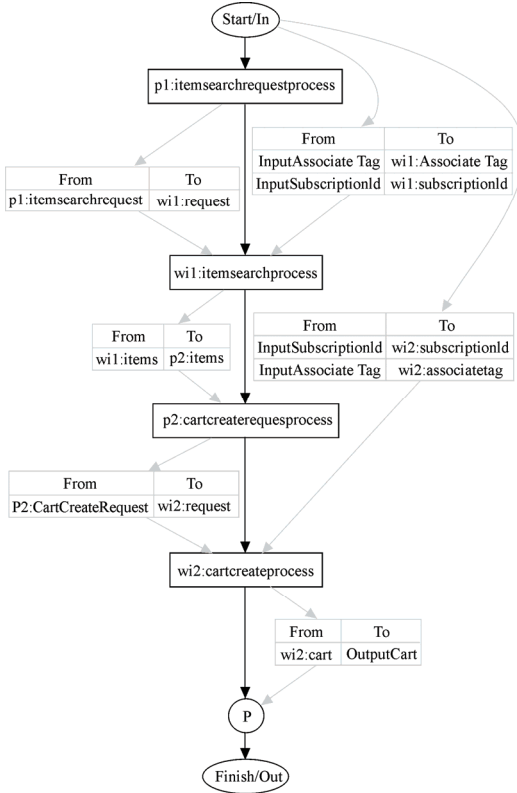 Start/In
p1:itemsearchrequestprocess
From To
InputAssociate Tag wi1:Associate Tag
InputSubscriptionId wi1:subscriptionId
From To
p1:itemsearchrequest wi1:request
wi1:itemsearchprocess
From To
InputSubscriptionId wi2:subscriptionId
InputAssociate Tag wi2:associatetag
From To
wi1:items p2:items
p2:cartcreaterequesprocess
From To
P2:CartCreateRequest wi2:request
wi2:cartcreateprocess
From To
wi2:cart OutputCart
P
Finish/Out